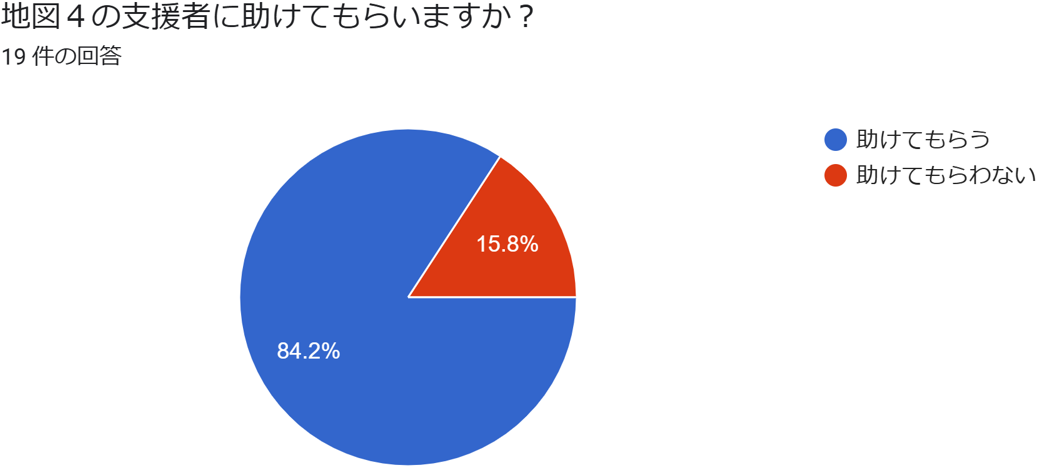 地図４の支援者に助けてもらいますか？
19 件の回答
助けてもらう
助けてもらわない
15.8%
84.2%